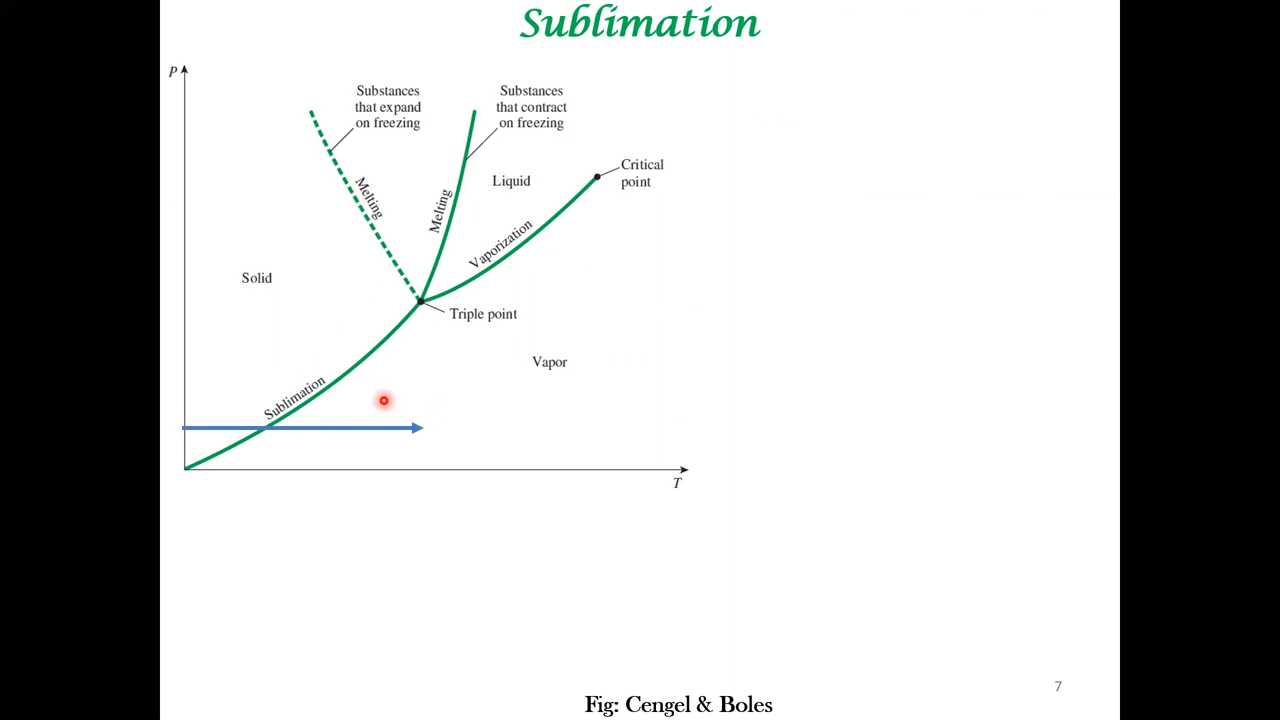 Sublimation
P
Substances
that expand
on freezing
Substances
that contract
on freezing
Critical
point
Liquid
Melting
Melting
Vaporization
Solid
Triple point
Vapor
Sublimation
T
7
Fig: Cengel & Boles